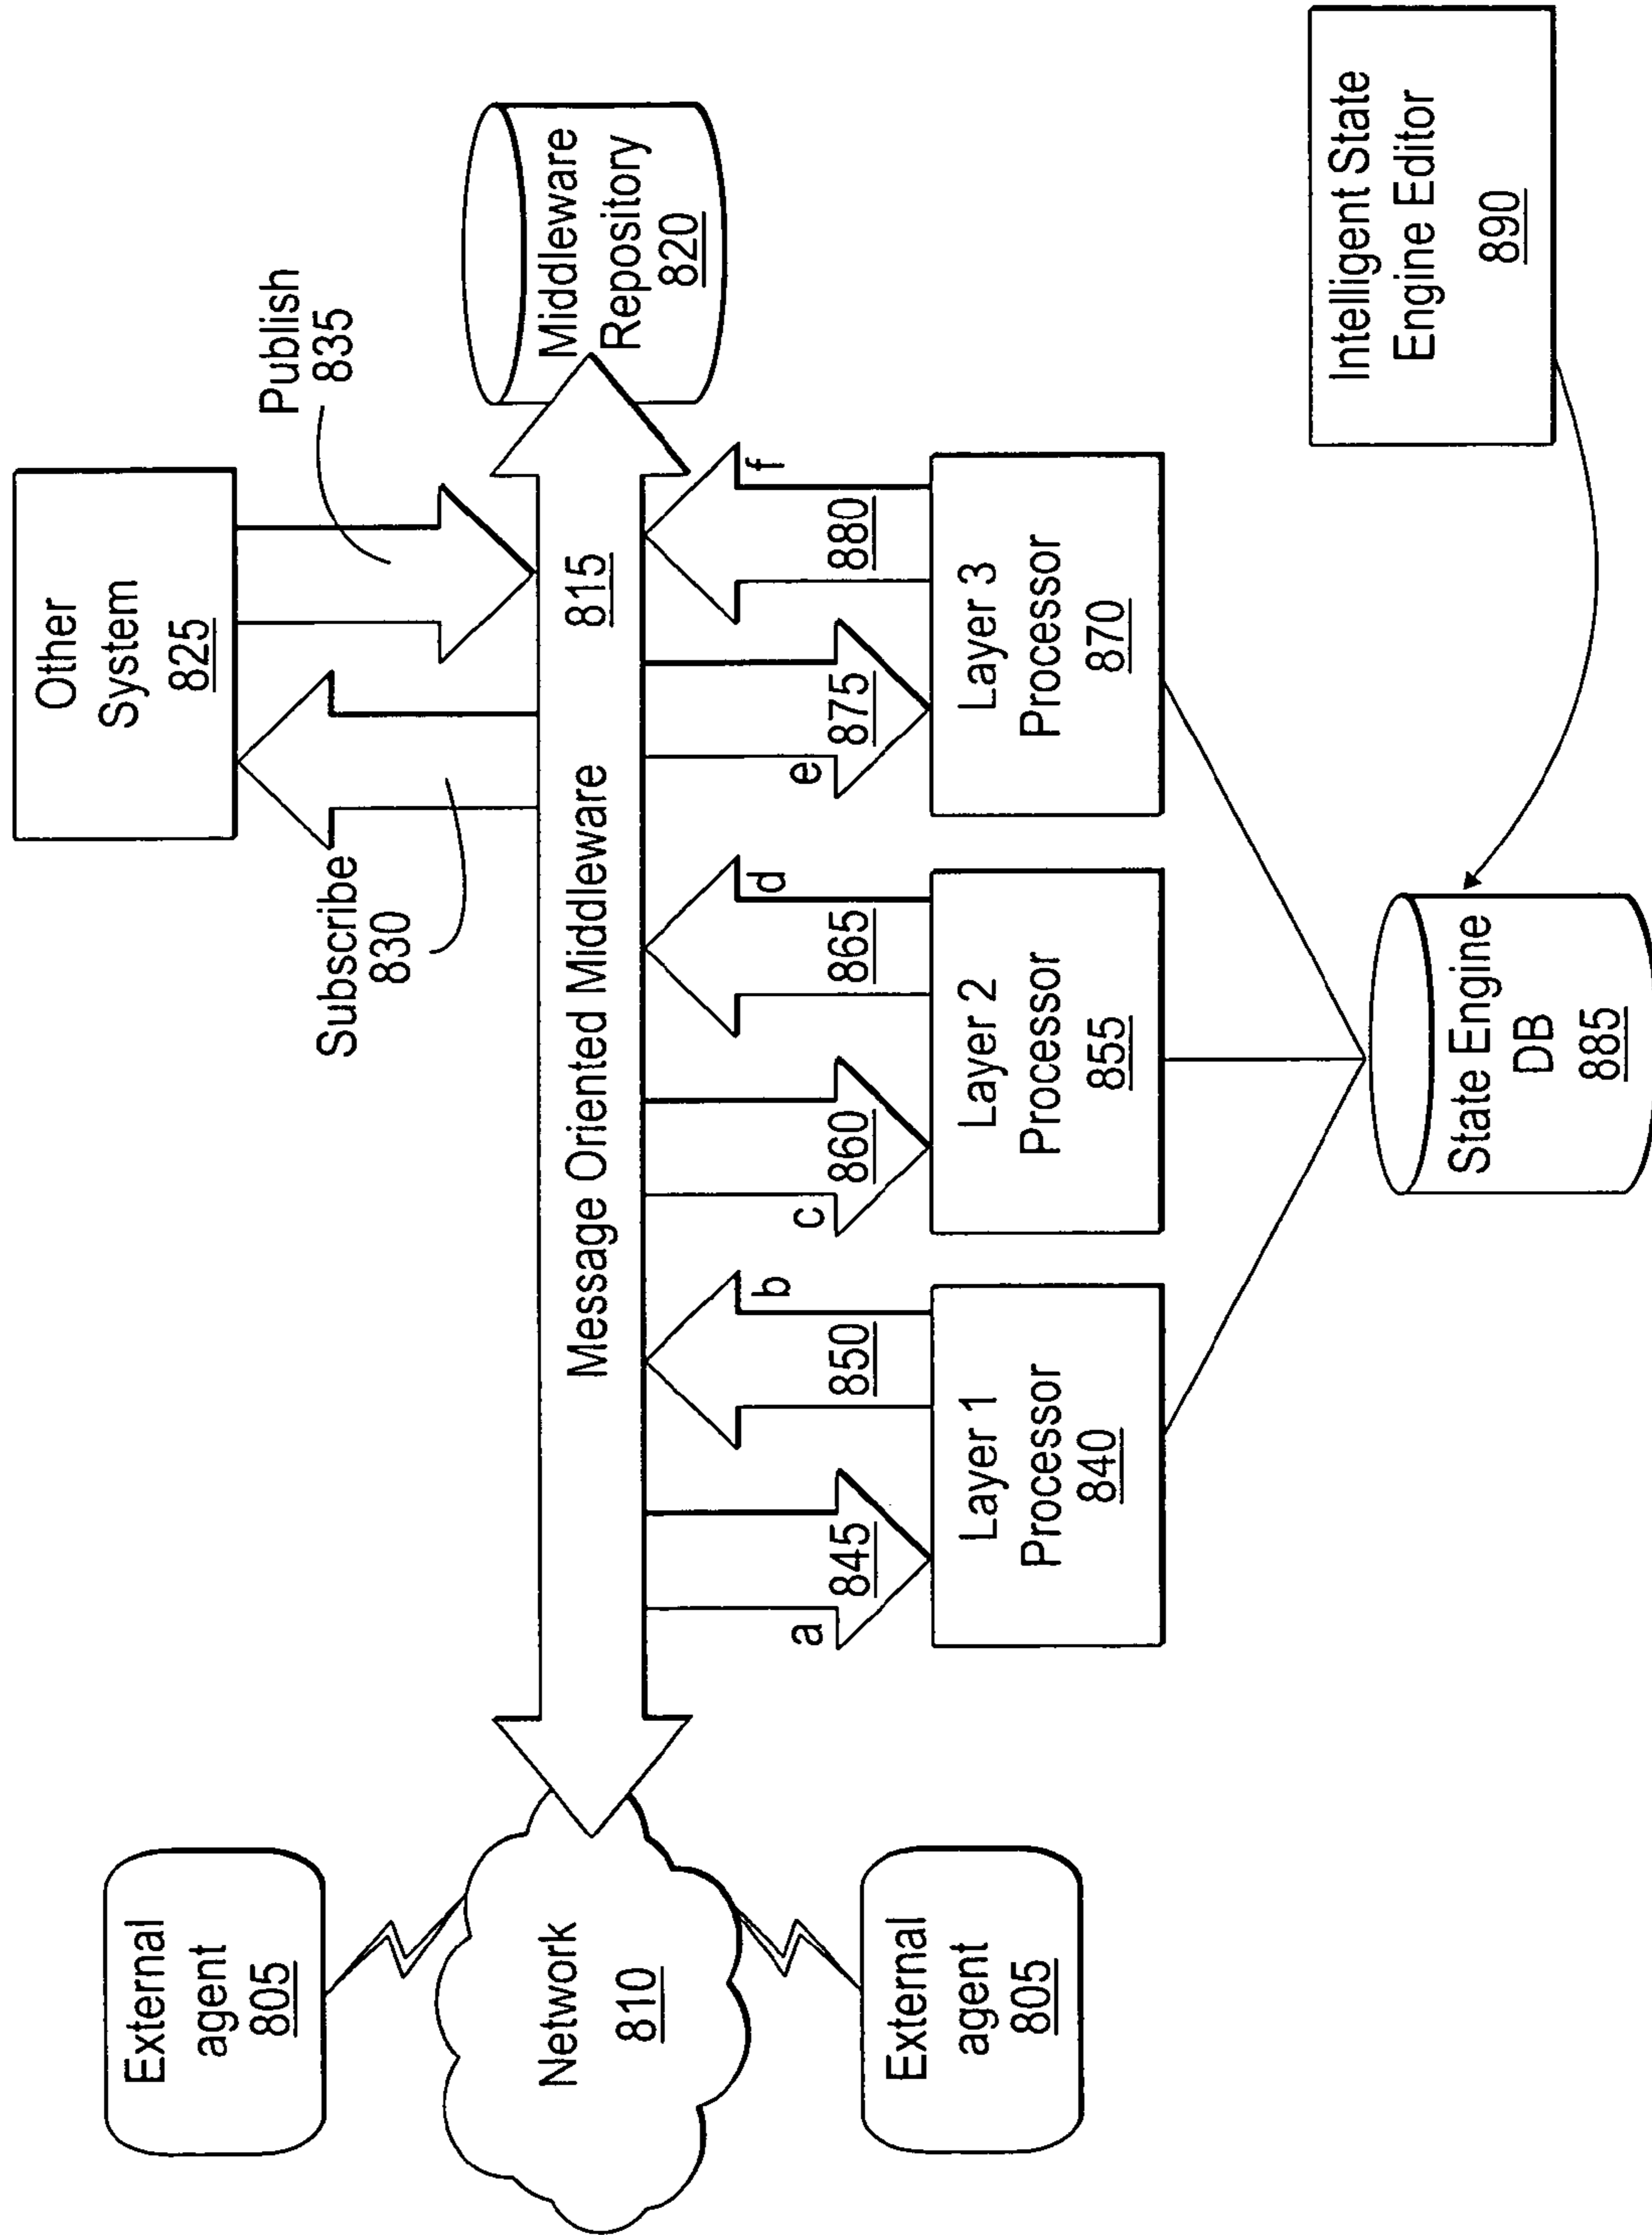 Other
System
825
Publish
835
Subscribe
830
External
agent
805
Network
810
External
agent
805
Message Oriented Middleware
815
Middleware
Repository
820
a
845
850
b
c
860
865
d
e
875
880
f
Layer 1
Processor
840
Layer 2
Processor
855
Layer 3
Processor
870
State Engine
DB
885
Intelligent State
Engine Editor
890